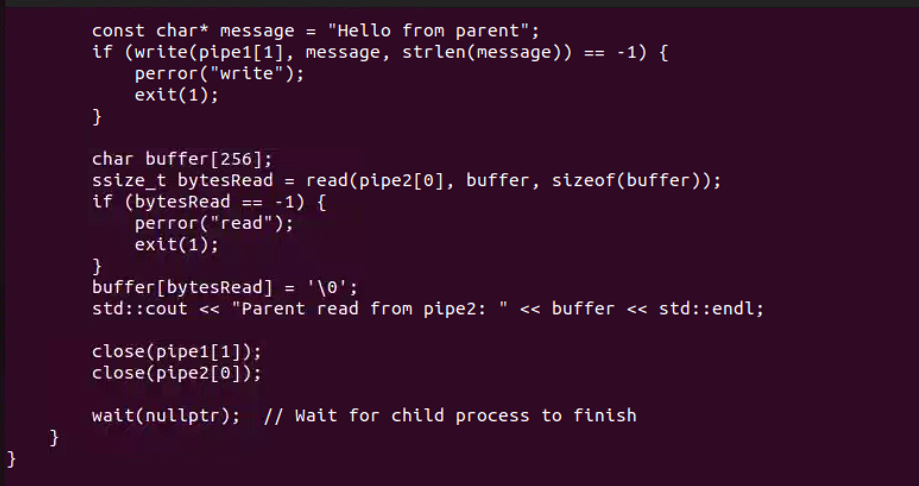 const char* message = "Hello from parent";
if (write(pipe1[1], message, strlen(message)) == -1) {
perror("write");
exit(1);
}
char buffer[256];
ssize_t bytesRead = read(pipe2[0], buffer, sizeof(buffer));
if (bytesRead == -1) {
perror("read");
exit(1);
}
buffer[bytesRead] = '\0';
std::cout << "Parent read from pipe2: " << buffer << std::endl;
close(pipe1[1]);
close(pipe2[0]);
wait(nullptr);  // Wait for child process to finish
}
}